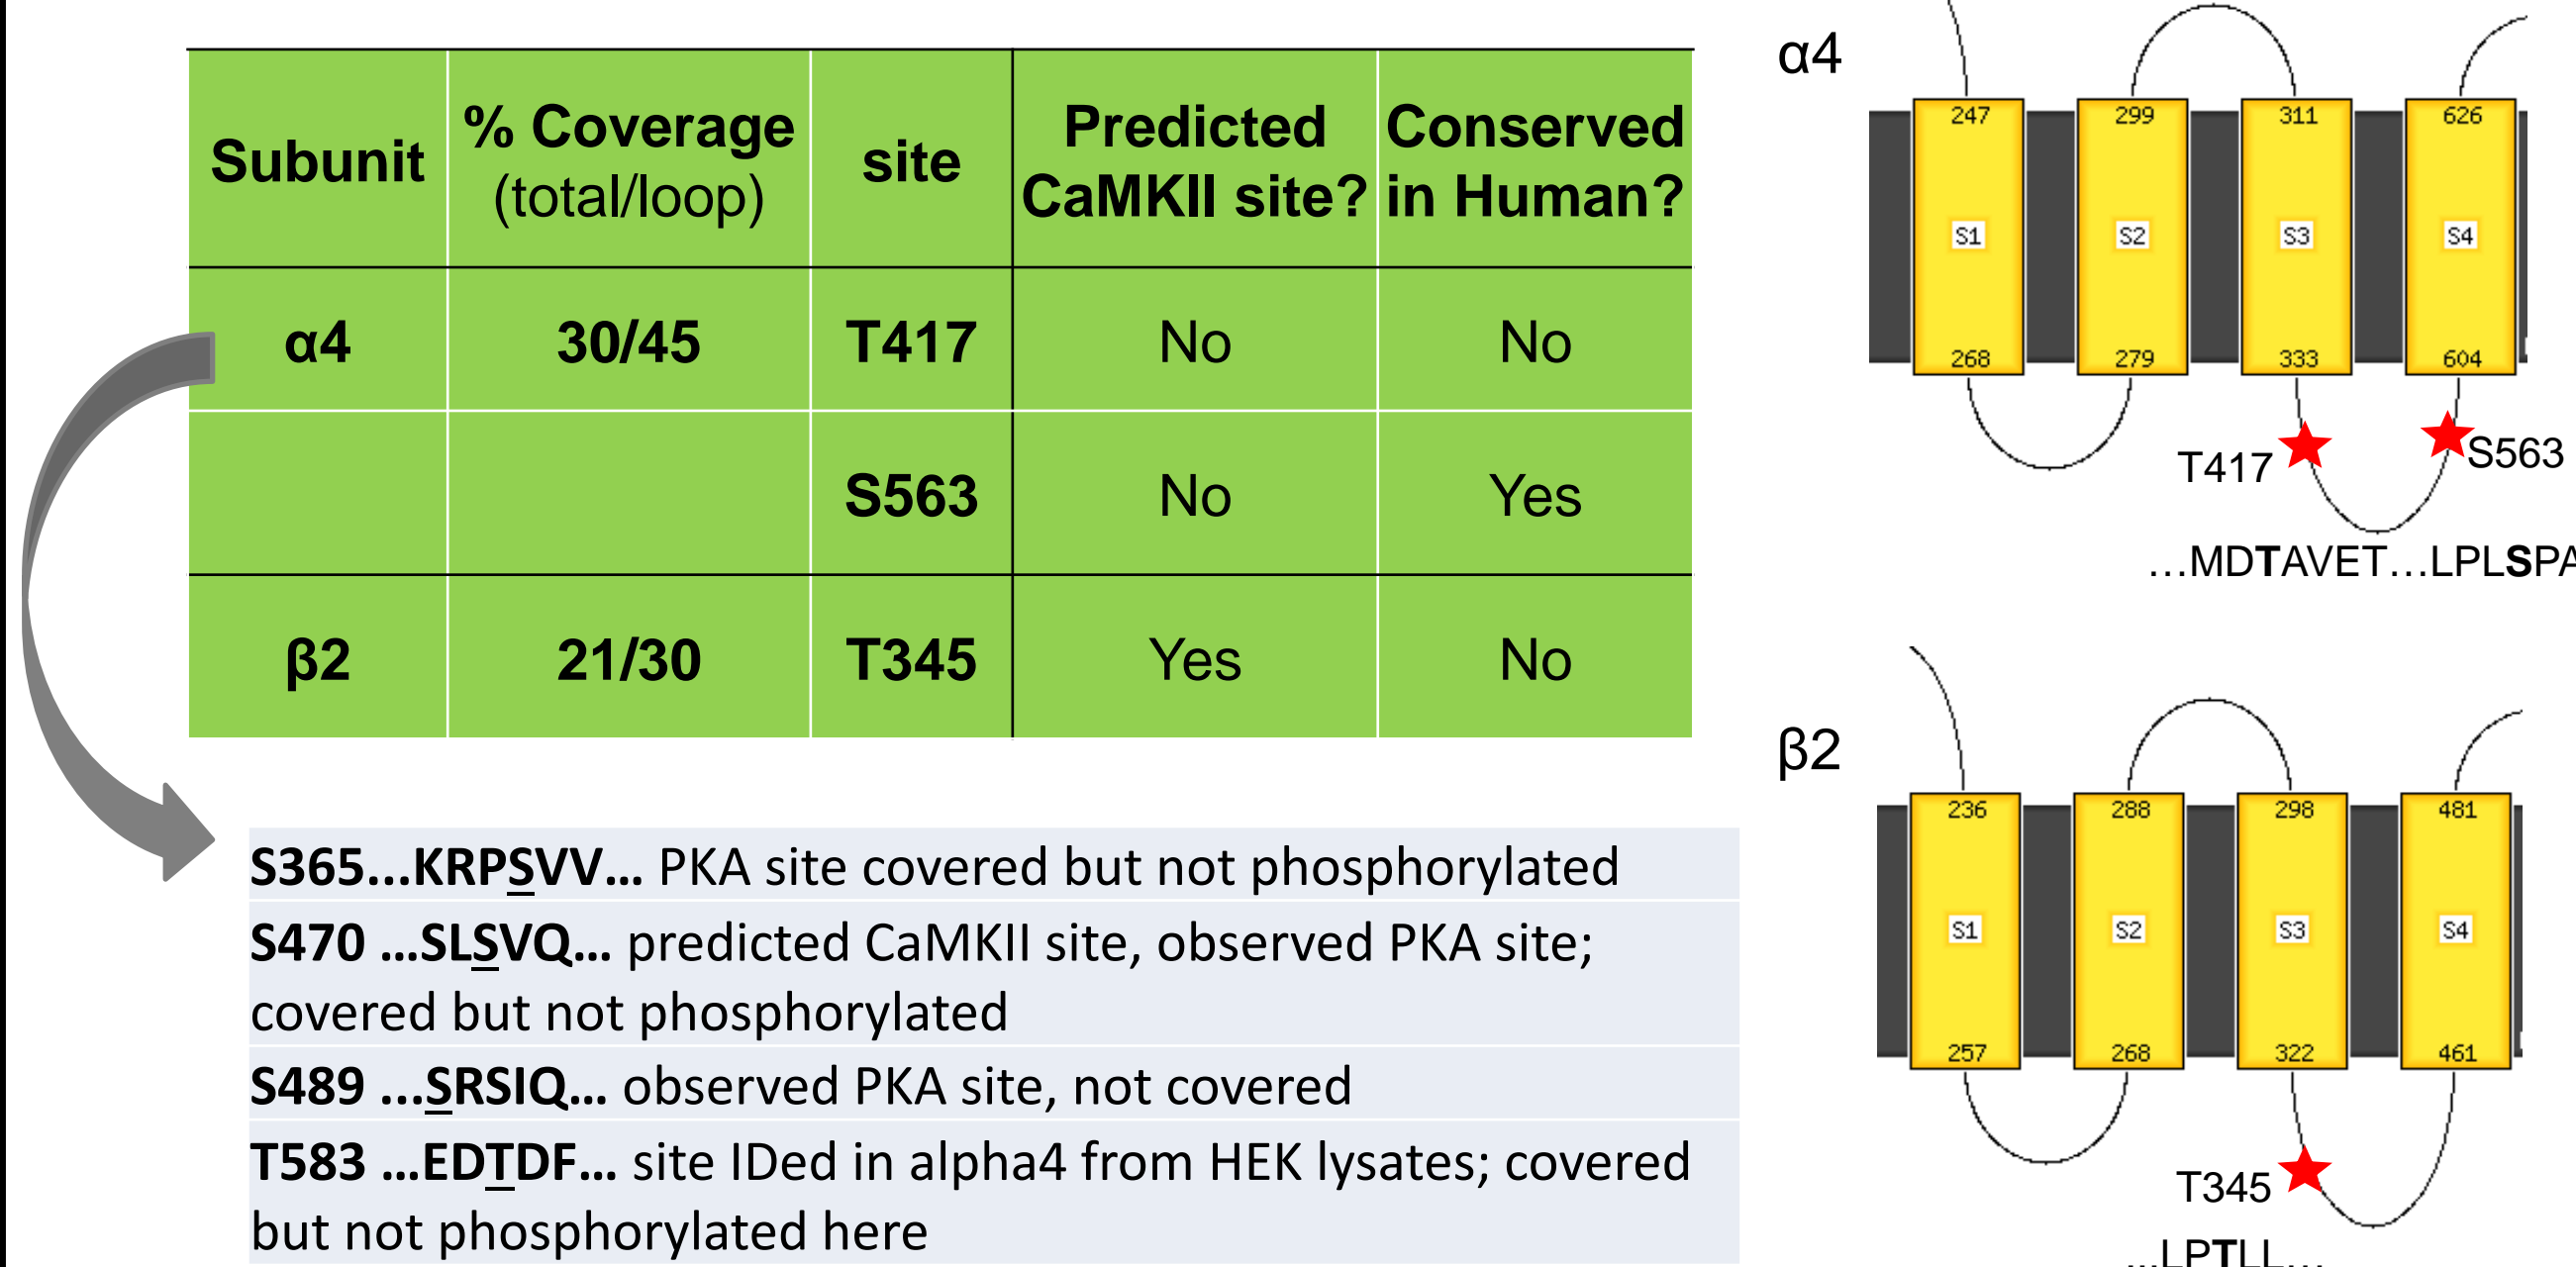 Subunit % Coverage (total/loop) site Predicted CaMKII site? Conserved in Human?
α4 30/45 T417 No No
S563 No Yes
β2 21/30 T345 Yes No
S365...KRPSVV... PKA site covered but not phosphorylated
S470 ...SLSVQ... predicted CaMKII site, observed PKA site;
covered but not phosphorylated
S489 ...SRSIQ... observed PKA site, not covered
T583 ...EDTDF... site IDed in alpha4 from HEK lysates; covered
but not phosphorylated here
α4
247 299 311 626
S1 S2 S3 S4
268 279 333 604
T417 S563
…MDTAVET…LPLSPA
β2
236 288 298 481
S1 S2 S3 S4
257 268 322 461
T345
...LPTLL...